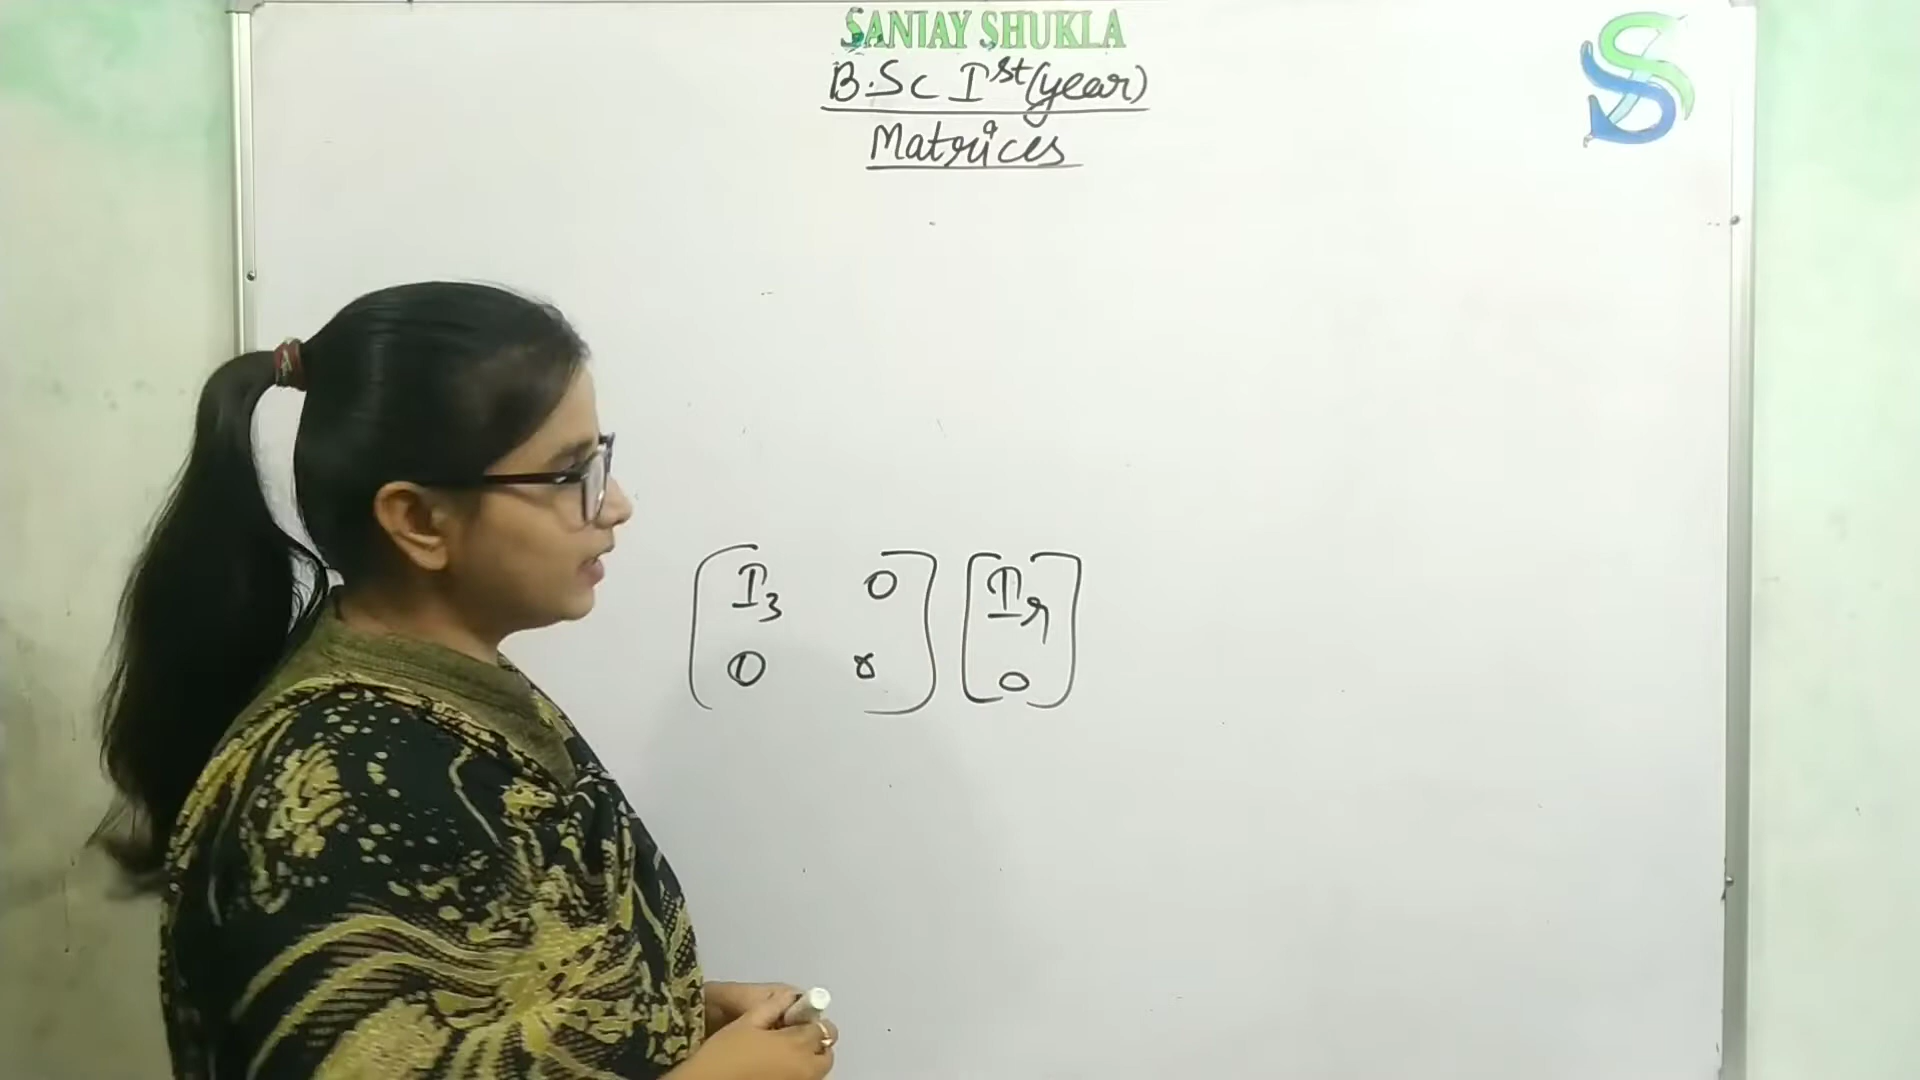 SANJAY SHUKLA
B.Sc Ist (year)
Matrices
I3 0 Ir
0 0 0